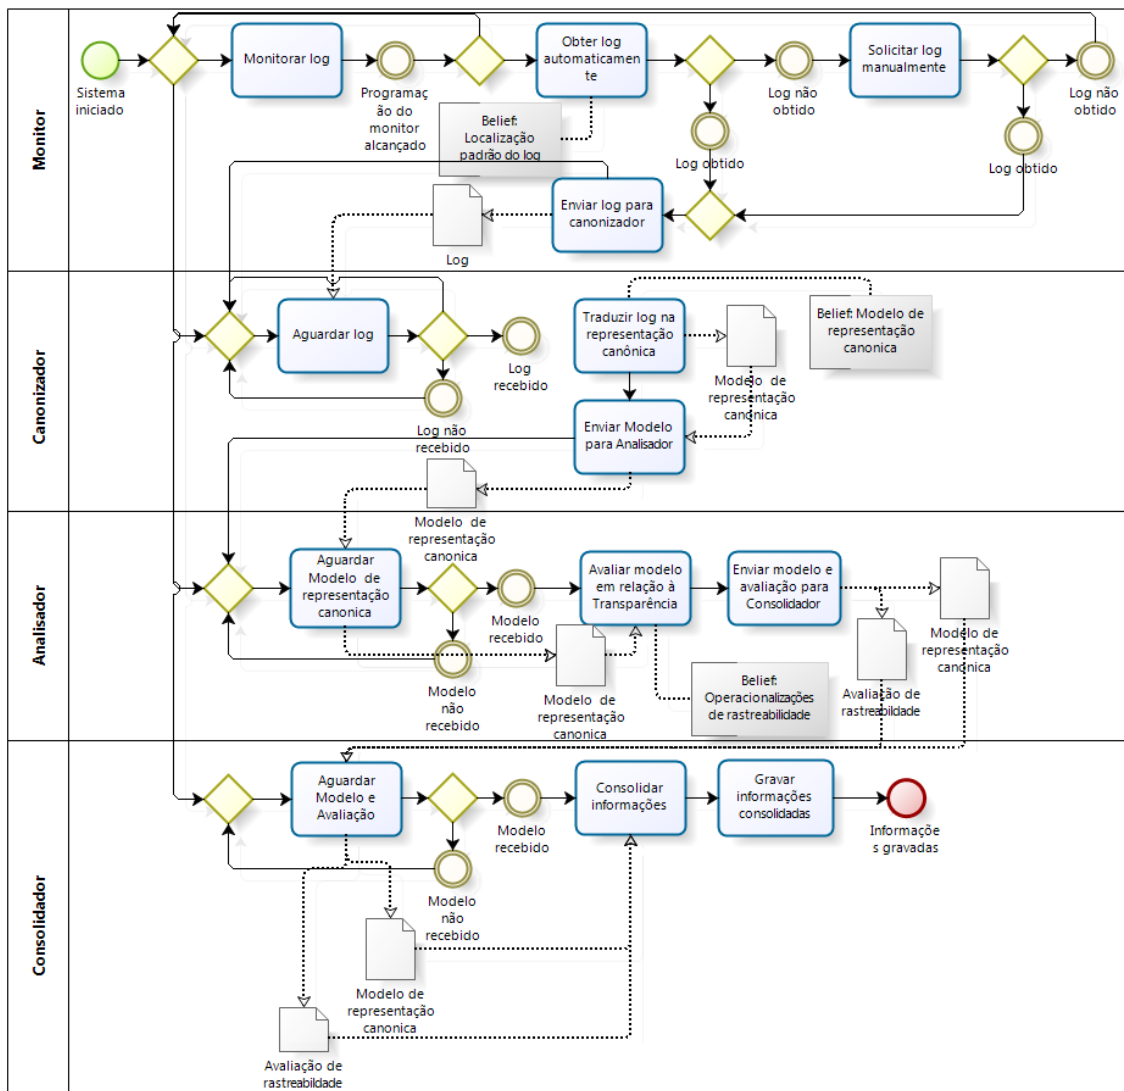 Monitor
Sistema
iniciado
Monitorar log
Programaç
ão do
monitor
alcançado
Obter log
automaticame
nte
Belief:
Localização
padrão do log
Log não
obtido
Solicitar log
manualmente
Log não
obtido
Log obtido
Log obtido
Enviar log para
canonizador
Log
Canonizador
Aguardar log
Log
recebido
Log não
recebido
Traduzir log na
representação
canônica
Modelo de
representação
canonica
Belief: Modelo de
representação
canonica
Enviar Modelo
para Analisador
Modelo de
representação
canonica
Analisador
Aguardar
Modelo de
representação
canonica
Modelo
recebido
Modelo
não
recebido
Modelo de
representação
canonica
Avaliar modelo
em relação à
Transparência
Belief:
Operacionalizações
de rastreabilidade
Enviar modelo e
avaliação para
Consolidador
Avaliação de
rastreabildade
Modelo de
representação
canonica
Consolidador
Aguardar
Modelo e
Avaliação
Modelo
recebido
Modelo
não
recebido
Consolidar
informações
Gravar
informações
consolidadas
Informaçõe
s gravadas
Modelo de
representação
canonica
Avaliação de
rastreabildade